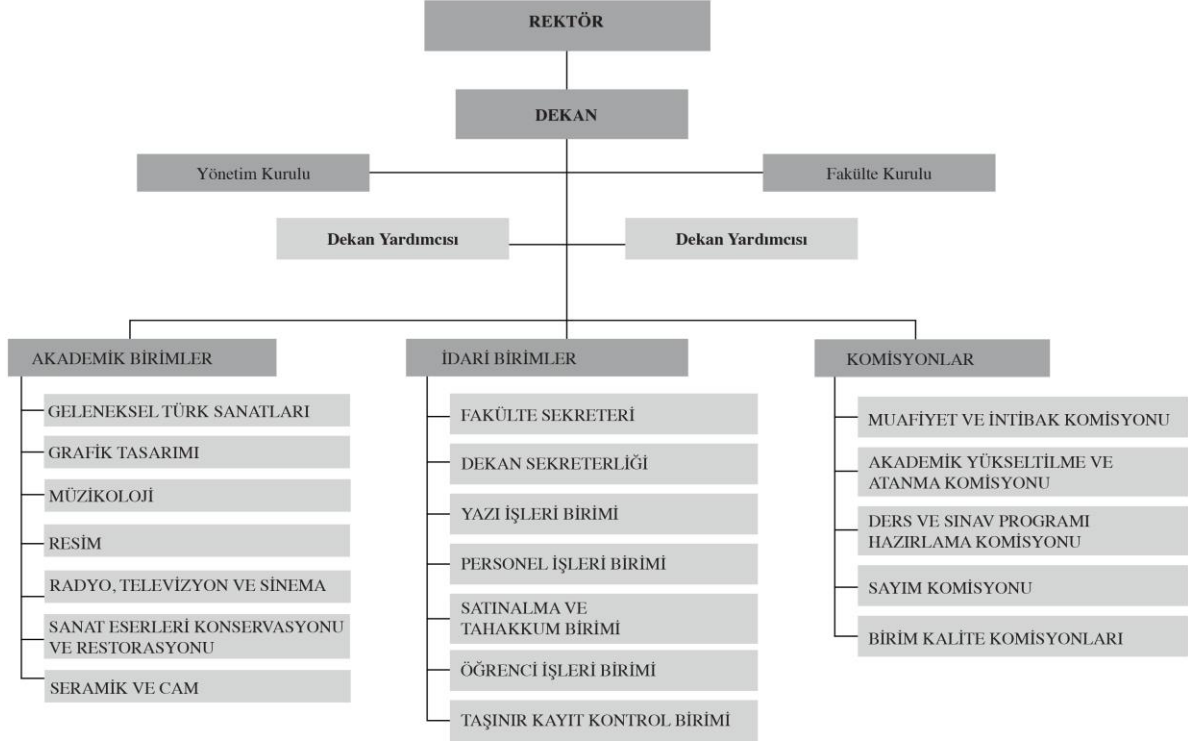 REKTÖR
DEKAN
Yönetim Kurulu
Fakülte Kurulu
Dekan Yardımcısı
Dekan Yardımcısı
AKADEMİK BİRİMLER
GELENEKSEL TÜRK SANATLARI
GRAFİK TASARIMI
MÜZİKOLOJİ
RESİM
RADYO, TELEVİZYON VE SİNEMA
SANAT ESERLERİ KONSERVASYONU
VE RESTORASYONU
SERAMİK VE CAM
İDARİ BİRİMLER
FAKÜLTE SEKRETERİ
DEKAN SEKRETERLİĞİ
YAZI İŞLERİ BİRİMİ
PERSONEL İŞLERİ BİRİMİ
SATINALMA VE
TAHAKKUM BİRİMİ
ÖĞRENCİ İŞLERİ BİRİMİ
TAŞINIR KAYIT KONTROL BİRİMİ
KOMİSYONLAR
MUAFİYET VE İNTİBAK KOMİSYONU
AKADEMİK YÜKSELTİLME VE
ATANMA KOMİSYONU
DERS VE SINAV PROGRAMI
HAZIRLAMA KOMİSYONU
SAYIM KOMİSYONU
BİRİM KALİTE KOMİSYONLARI